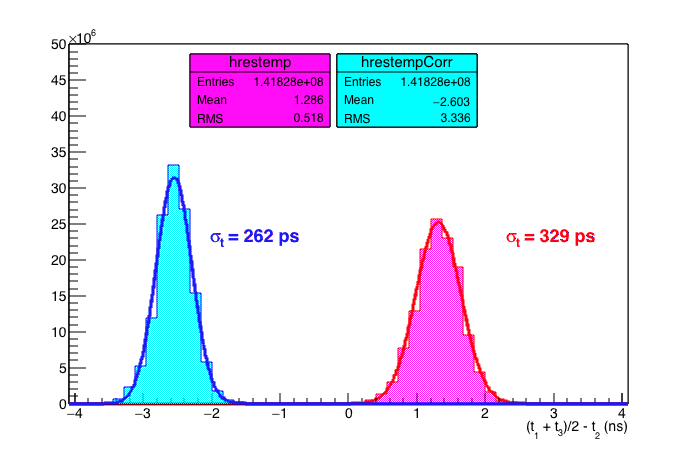 ×10⁶
hrestemp
Entries 1.41828e+08
Mean 1.286
RMS 0.518
hrestempCorr
Entries 1.41828e+08
Mean −2.603
RMS 3.336
σt = 262 ps
σt = 329 ps
50
45
40
35
30
25
20
15
10
5
0
−4 −3 −2 −1 0 1 2 3 4
(t1 + t3)/2 - t2 (ns)